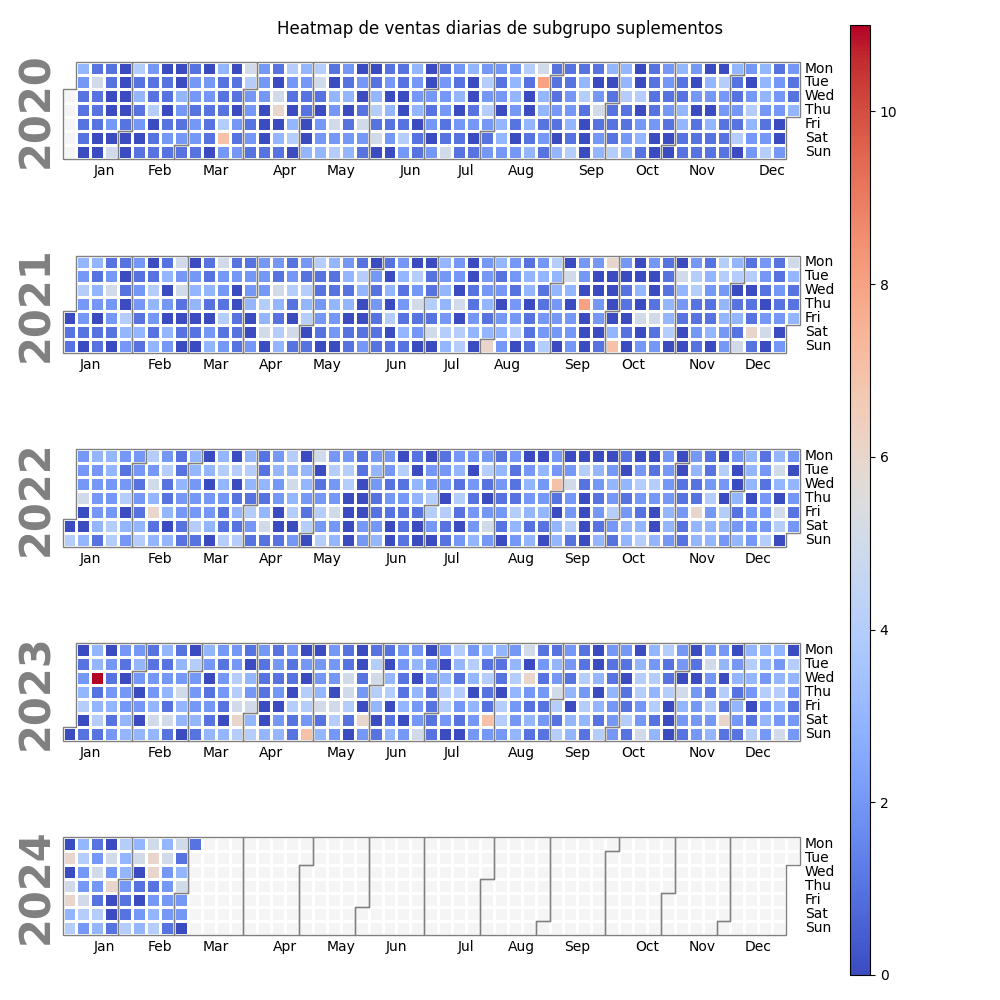 Heatmap de ventas diarias de subgrupo suplementos
2020
Mon
Tue
Wed
Thu
Fri
Sat
Sun
Jan Feb Mar Apr May Jun Jul Aug Sep Oct Nov Dec
2021
Mon
Tue
Wed
Thu
Fri
Sat
Sun
Jan Feb Mar Apr May Jun Jul Aug Sep Oct Nov Dec
2022
Mon
Tue
Wed
Thu
Fri
Sat
Sun
Jan Feb Mar Apr May Jun Jul Aug Sep Oct Nov Dec
2023
Mon
Tue
Wed
Thu
Fri
Sat
Sun
Jan Feb Mar Apr May Jun Jul Aug Sep Oct Nov Dec
2024
Mon
Tue
Wed
Thu
Fri
Sat
Sun
Jan Feb Mar Apr May Jun Jul Aug Sep Oct Nov Dec
10
8
6
4
2
0